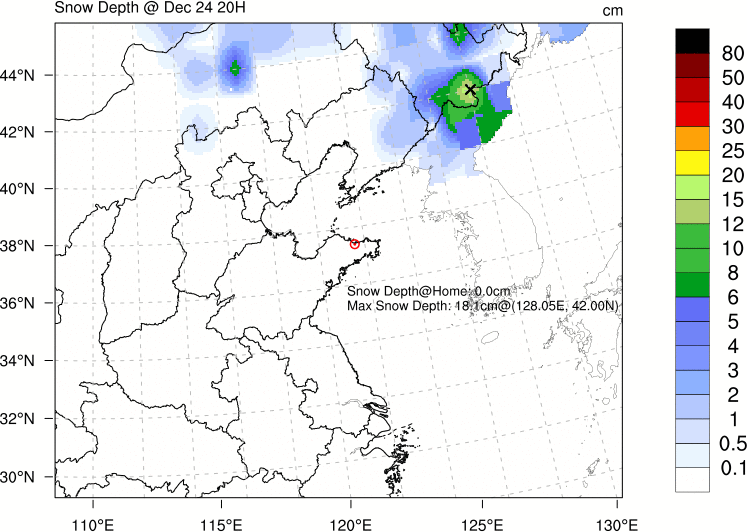 Snow Depth @ Dec 24 20H
cm
44°N
42°N
40°N
38°N
36°N
34°N
32°N
30°N
Snow Depth@Home: 0.0cm
Max Snow Depth: 18.1cm@(128.05E, 42.00N)
110°E
115°E
120°E
125°E
130°E
80
50
40
30
25
20
15
12
10
8
6
5
4
3
2
1
0.5
0.1